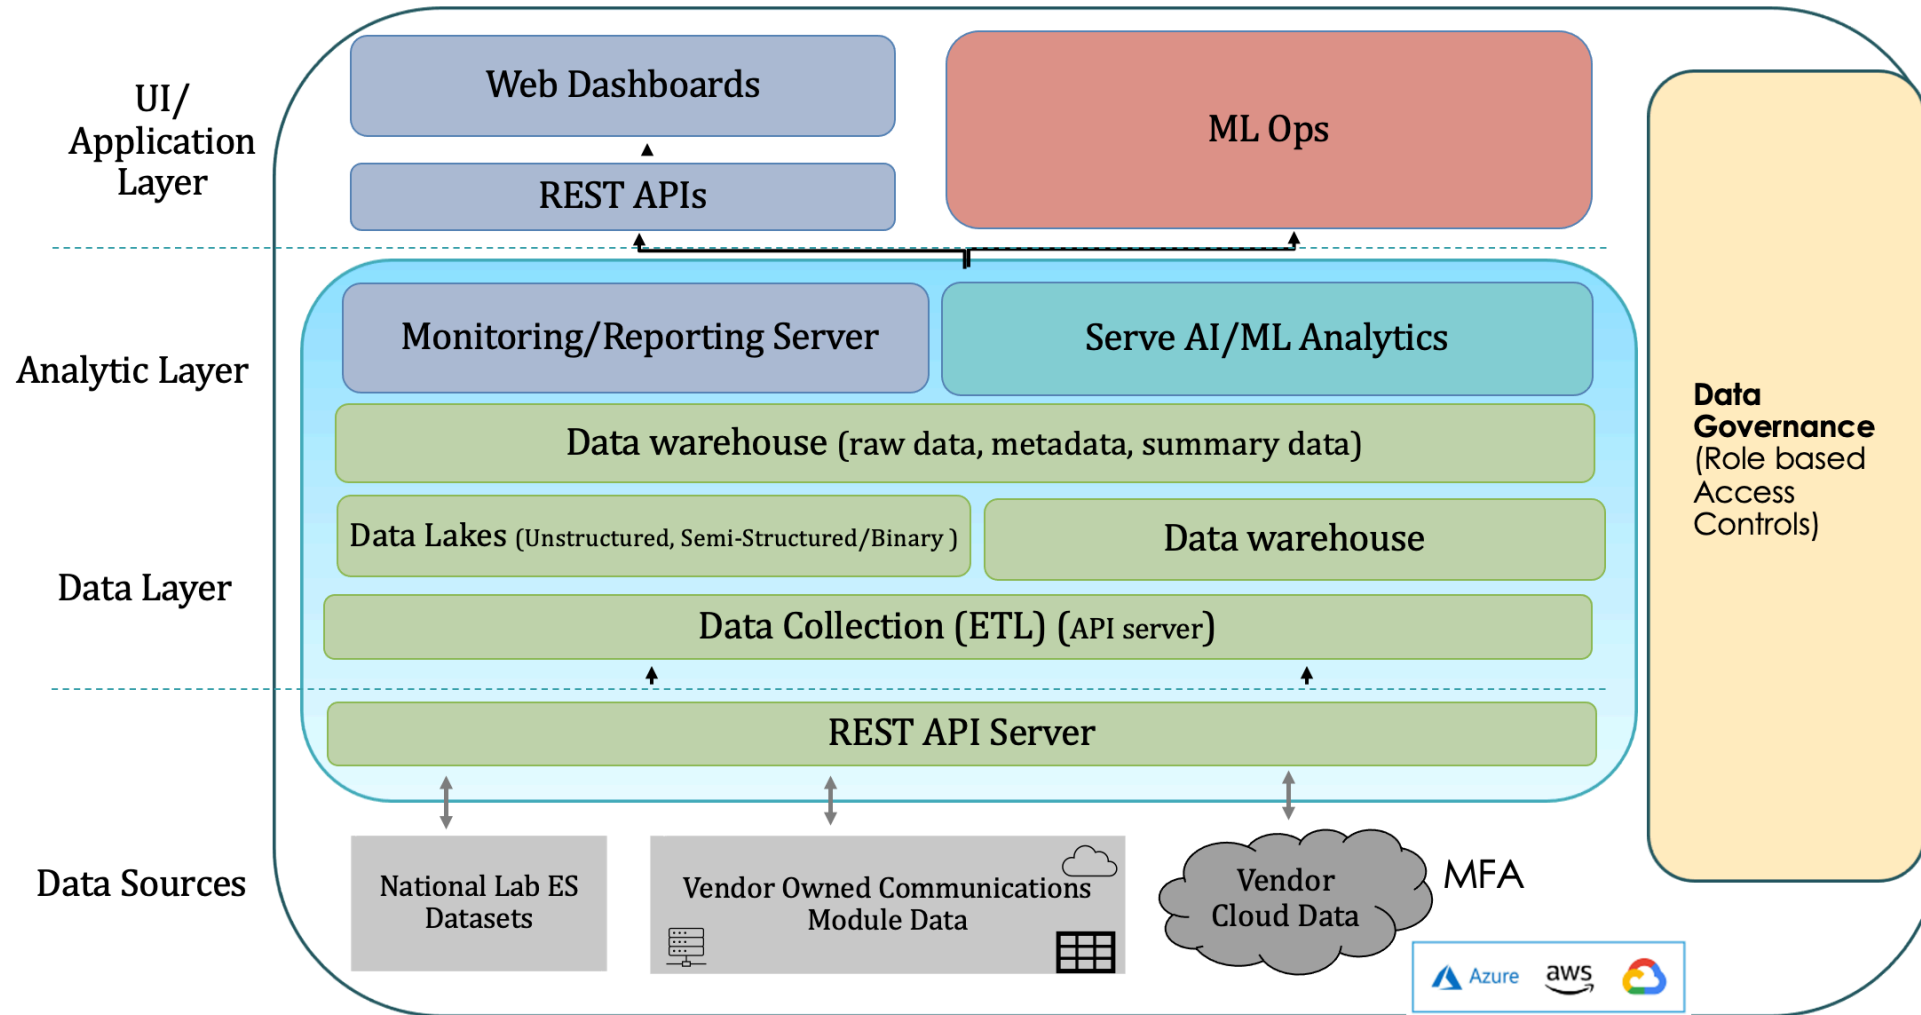 UI/
Application
Layer
Web Dashboards
REST APIs
ML Ops
Analytic Layer
Monitoring/Reporting Server
Serve AI/ML Analytics
Data warehouse (raw data, metadata, summary data)
Data Layer
Data Lakes (Unstructured, Semi-Structured/Binary )
Data warehouse
Data Collection (ETL) (API server)
REST API Server
Data Sources
National Lab ES
Datasets
Vendor Owned Communications
Module Data
Vendor
Cloud Data
MFA
Azure
aws
Data
Governance
(Role based
Access
Controls)